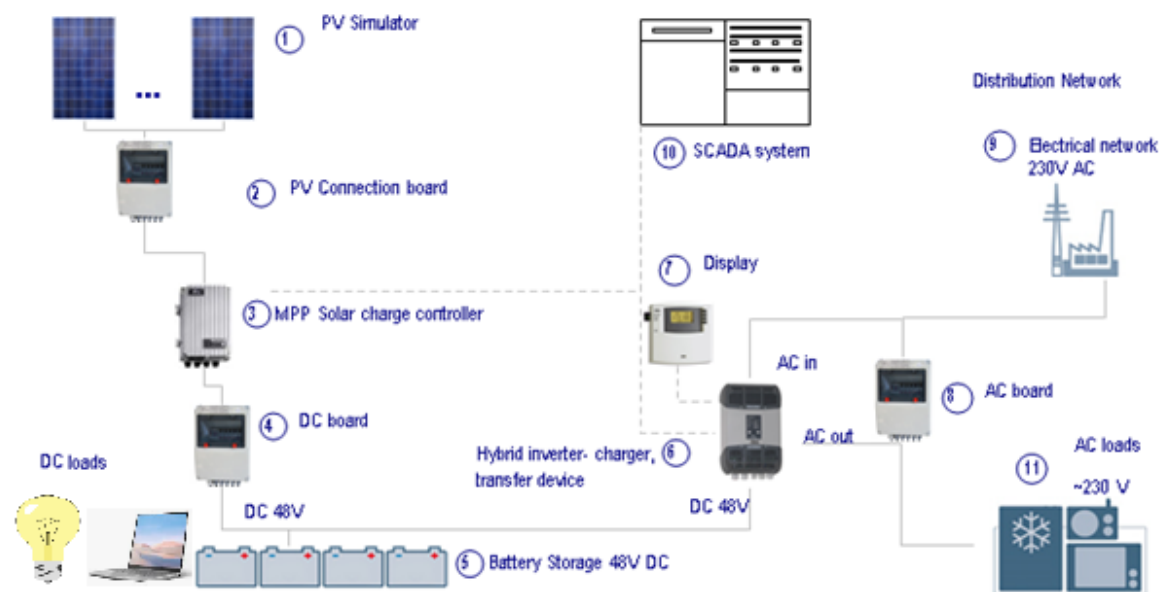 1 PV Simulator
...
2 PV Connection board
3 MPP Solar charge controller
4 DC board
DC loads
DC 48V
5 Battery Storage 48V DC
10 SCADA system
7 Display
AC in
AC out
Hybrid inverter- charger, 6
transfer device
DC 48V
Distribution Network
9 Electrical network
230V AC
8 AC board
11 AC loads
~230 V